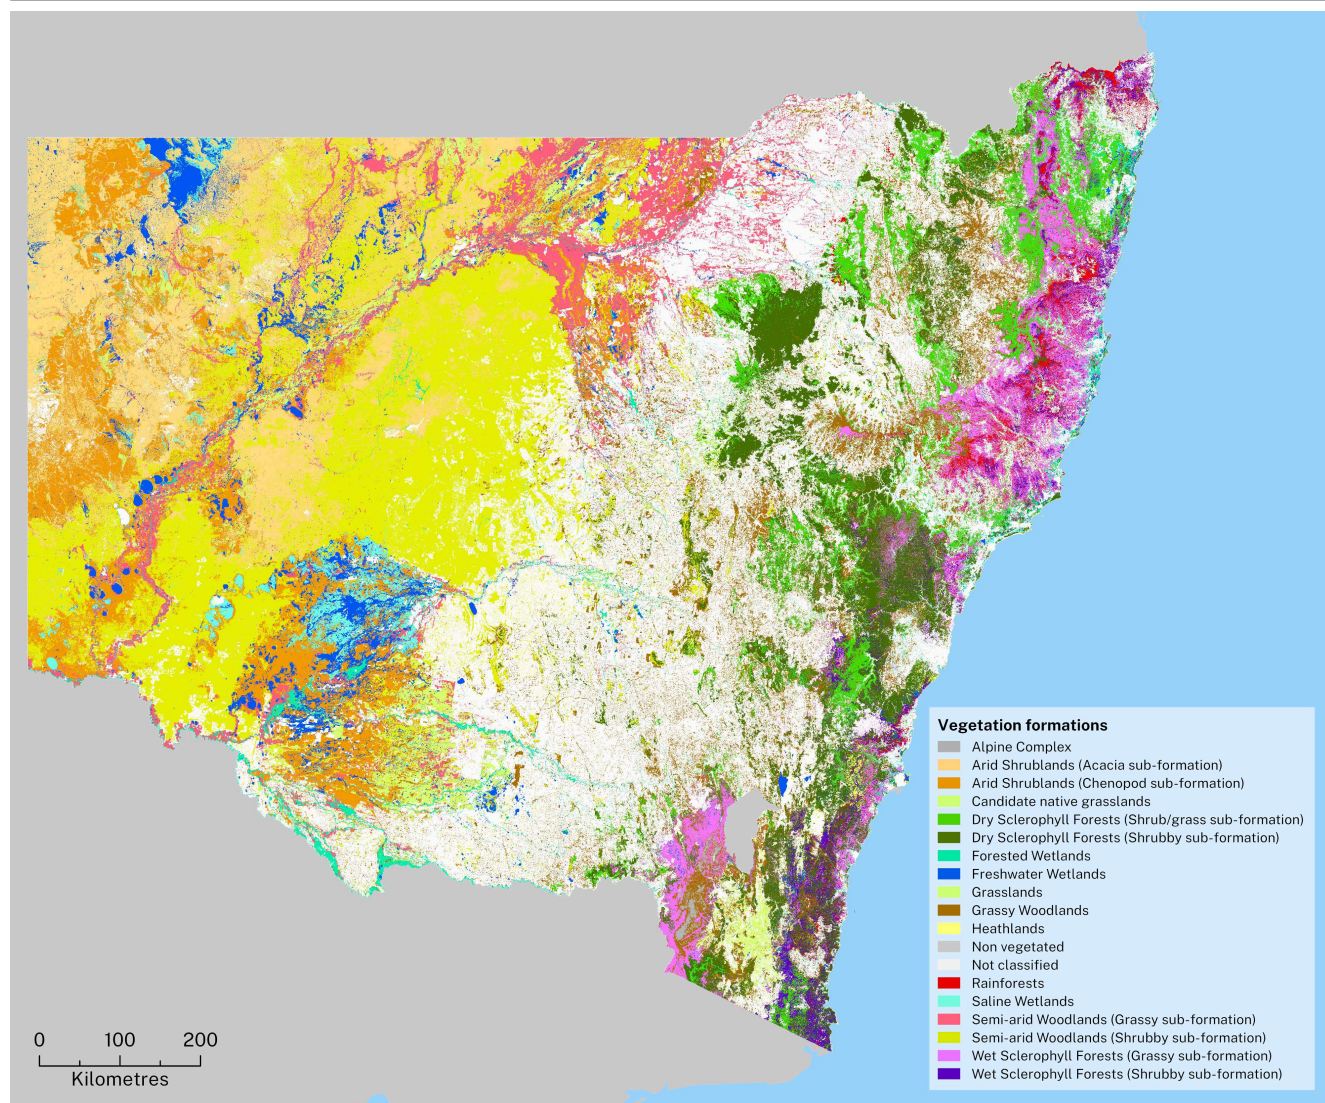 Vegetation formations
Alpine Complex
Arid Shrublands (Acacia sub-formation)
Arid Shrublands (Chenopod sub-formation)
Candidate native grasslands
Dry Sclerophyll Forests (Shrub/grass sub-formation)
Dry Sclerophyll Forests (Shrubby sub-formation)
Forested Wetlands
Freshwater Wetlands
Grasslands
Grassy Woodlands
Heathlands
Non vegetated
Not classified
Rainforests
Saline Wetlands
Semi-arid Woodlands (Grassy sub-formation)
Semi-arid Woodlands (Shrubby sub-formation)
Wet Sclerophyll Forests (Grassy sub-formation)
Wet Sclerophyll Forests (Shrubby sub-formation)
0 100 200
Kilometres